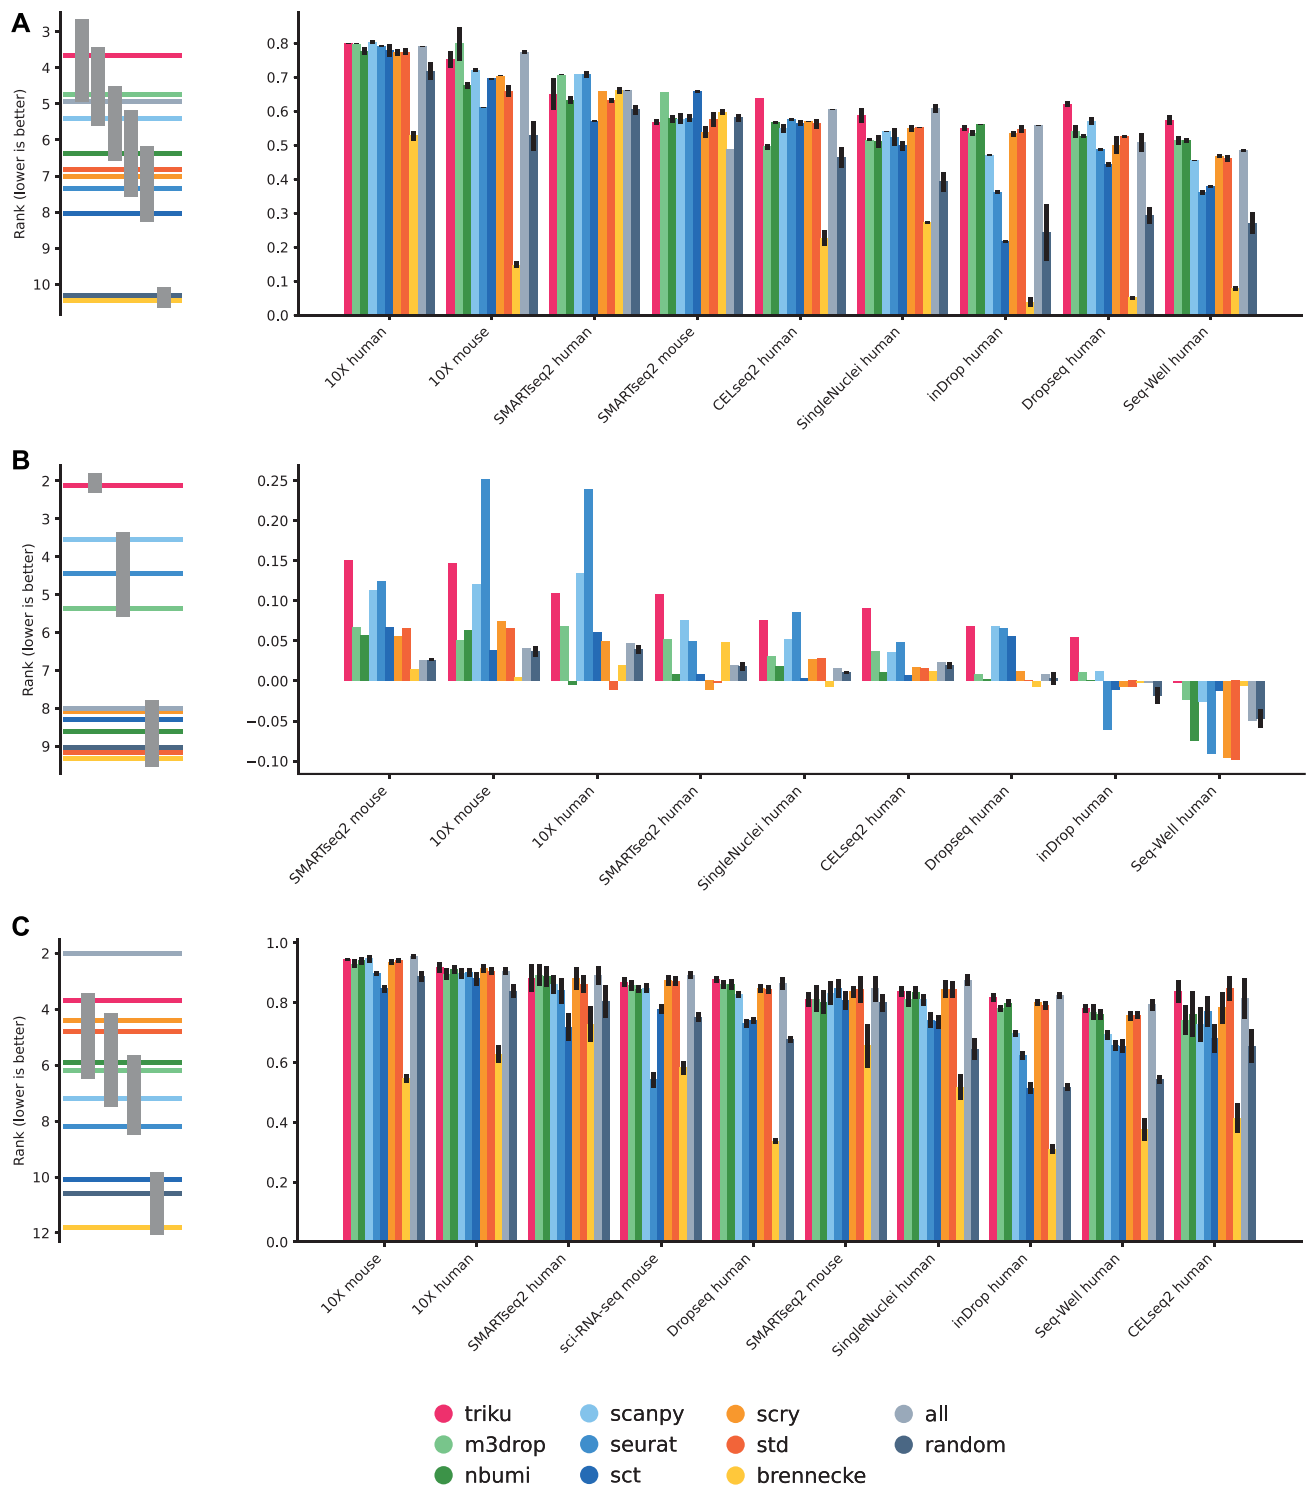 A
Rank (lower is better)
3
4
5
6
7
8
9
10
0.8
0.7
0.6
0.5
0.4
0.3
0.2
0.1
0.0
10X human
10X mouse
SMARTseq2 human
SMARTseq2 mouse
CELseq2 human
SingleNuclei human
inDrop human
Dropseq human
Seq-Well human
B
Rank (lower is better)
2
3
4
5
6
7
8
9
0.25
0.20
0.15
0.10
0.05
0.00
−0.05
−0.10
SMARTseq2 mouse
10X mouse
10X human
SMARTseq2 human
SingleNuclei human
CELseq2 human
Dropseq human
inDrop human
Seq-Well human
C
Rank (lower is better)
2
4
6
8
10
12
1.0
0.8
0.6
0.4
0.2
0.0
10X mouse
10X human
SMARTseq2 human
sci-RNA-seq mouse
Dropseq human
SMARTseq2 mouse
SingleNuclei human
inDrop human
Seq-Well human
CELseq2 human
triku
m3drop
nbumi
scanpy
seurat
sct
scry
std
brennecke
all
random